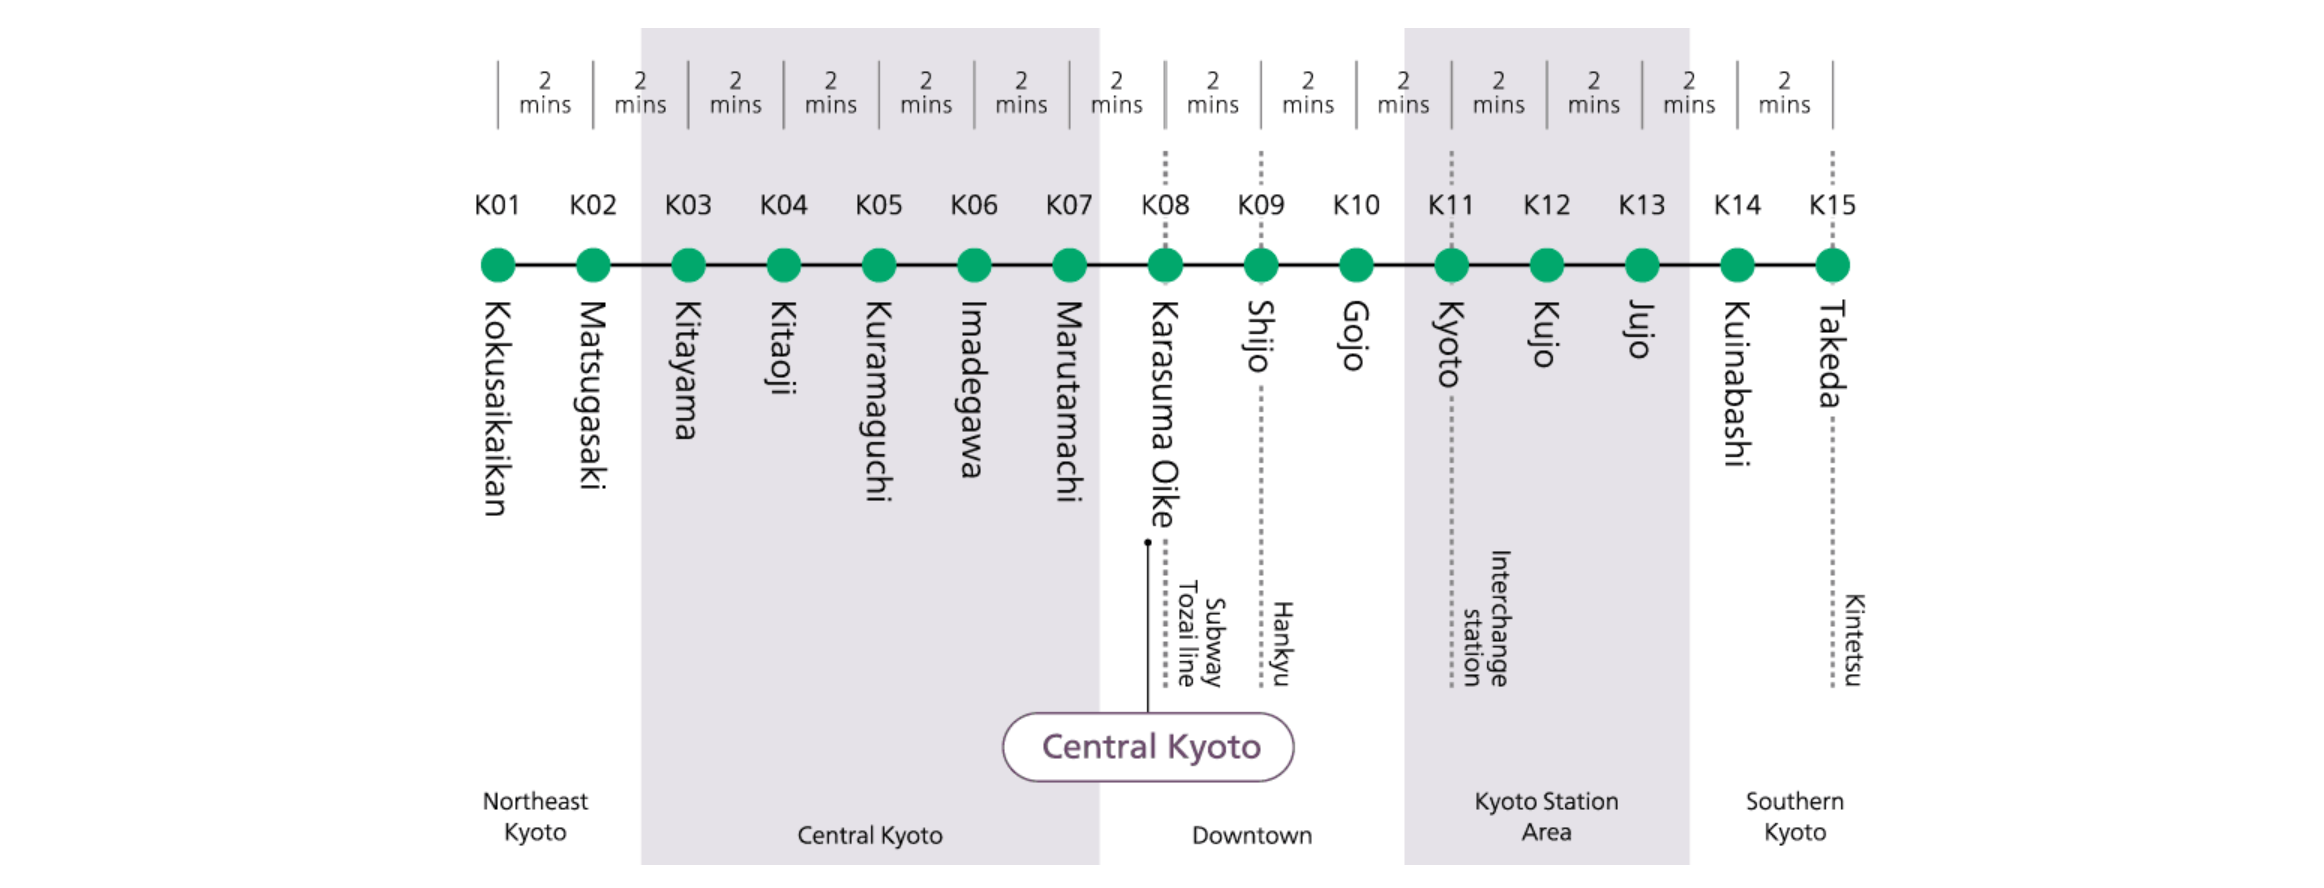 2
mins
2
mins
2
mins
2
mins
2
mins
2
mins
2
mins
2
mins
2
mins
2
mins
2
mins
2
mins
2
mins
2
mins
K01
K02
K03
K04
K05
K06
K07
K08
K09
K10
K11
K12
K13
K14
K15
Kokusaikaikan
Matsugasaki
Kitayama
Kitaoji
Kuramaguchi
Imadegawa
Marutamachi
Karasuma Oike
Shijo
Gojo
Kyoto
Kujo
Jujo
Kuinabashi
Takeda
Subway
Tozai line
Hankyu
Interchange
station
Kintetsu
Central Kyoto
Northeast
Kyoto
Central Kyoto
Downtown
Kyoto Station
Area
Southern
Kyoto